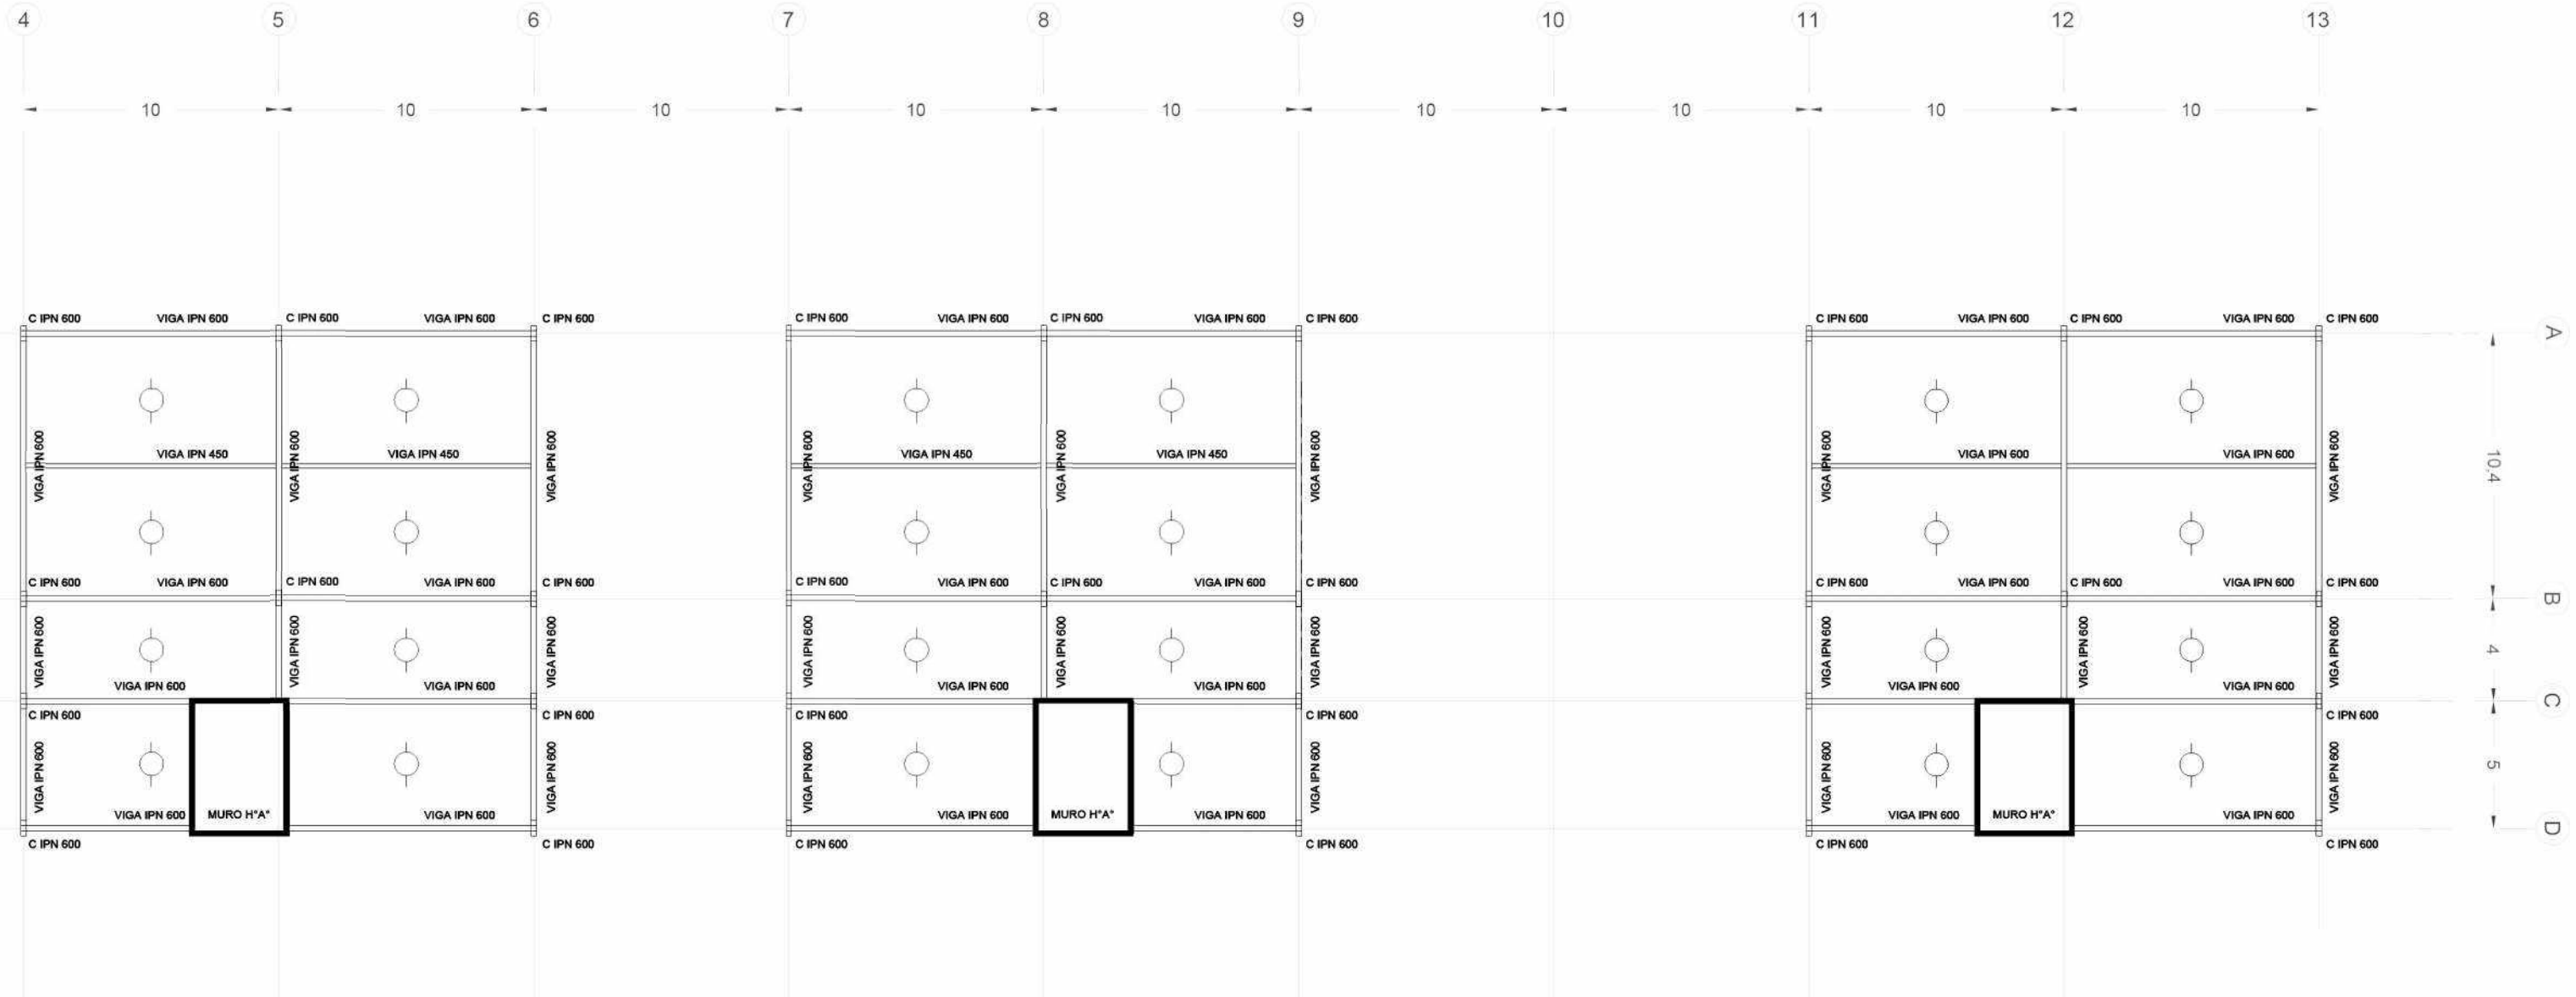 4 5 6 7 8 9 10 11 12 13
10 10 10 10 10 10 10 10 10
C IPN 600 VIGA IPN 600 C IPN 600 VIGA IPN 600 C IPN 600 C IPN 600 VIGA IPN 600 C IPN 600 VIGA IPN 600 C IPN 600 C IPN 600 VIGA IPN 600 C IPN 600 VIGA IPN 600 C IPN 600
A
VIGA IPN 600 VIGA IPN 600 VIGA IPN 600 VIGA IPN 600 VIGA IPN 600 VIGA IPN 600 VIGA IPN 600 VIGA IPN 600
10,4
VIGA IPN 450 VIGA IPN 450 VIGA IPN 450 VIGA IPN 450 VIGA IPN 600 VIGA IPN 600
C IPN 600 VIGA IPN 600 C IPN 600 VIGA IPN 600 C IPN 600 C IPN 600 VIGA IPN 600 C IPN 600 VIGA IPN 600 C IPN 600 C IPN 600 VIGA IPN 600 C IPN 600 VIGA IPN 600 C IPN 600
B
VIGA IPN 600 VIGA IPN 600 VIGA IPN 600 VIGA IPN 600 VIGA IPN 600 VIGA IPN 600 VIGA IPN 600 VIGA IPN 600 VIGA IPN 600
4
VIGA IPN 600 VIGA IPN 600 VIGA IPN 600 VIGA IPN 600 VIGA IPN 600 VIGA IPN 600
C
C IPN 600 C IPN 600 C IPN 600 C IPN 600 C IPN 600
VIGA IPN 600 VIGA IPN 600 VIGA IPN 600 VIGA IPN 600 VIGA IPN 600 VIGA IPN 600
5
VIGA IPN 600 MURO H°A° VIGA IPN 600 VIGA IPN 600 MURO H°A° VIGA IPN 600 VIGA IPN 600 MURO H°A° VIGA IPN 600
D
C IPN 600 C IPN 600 C IPN 600 C IPN 600 C IPN 600 C IPN 600